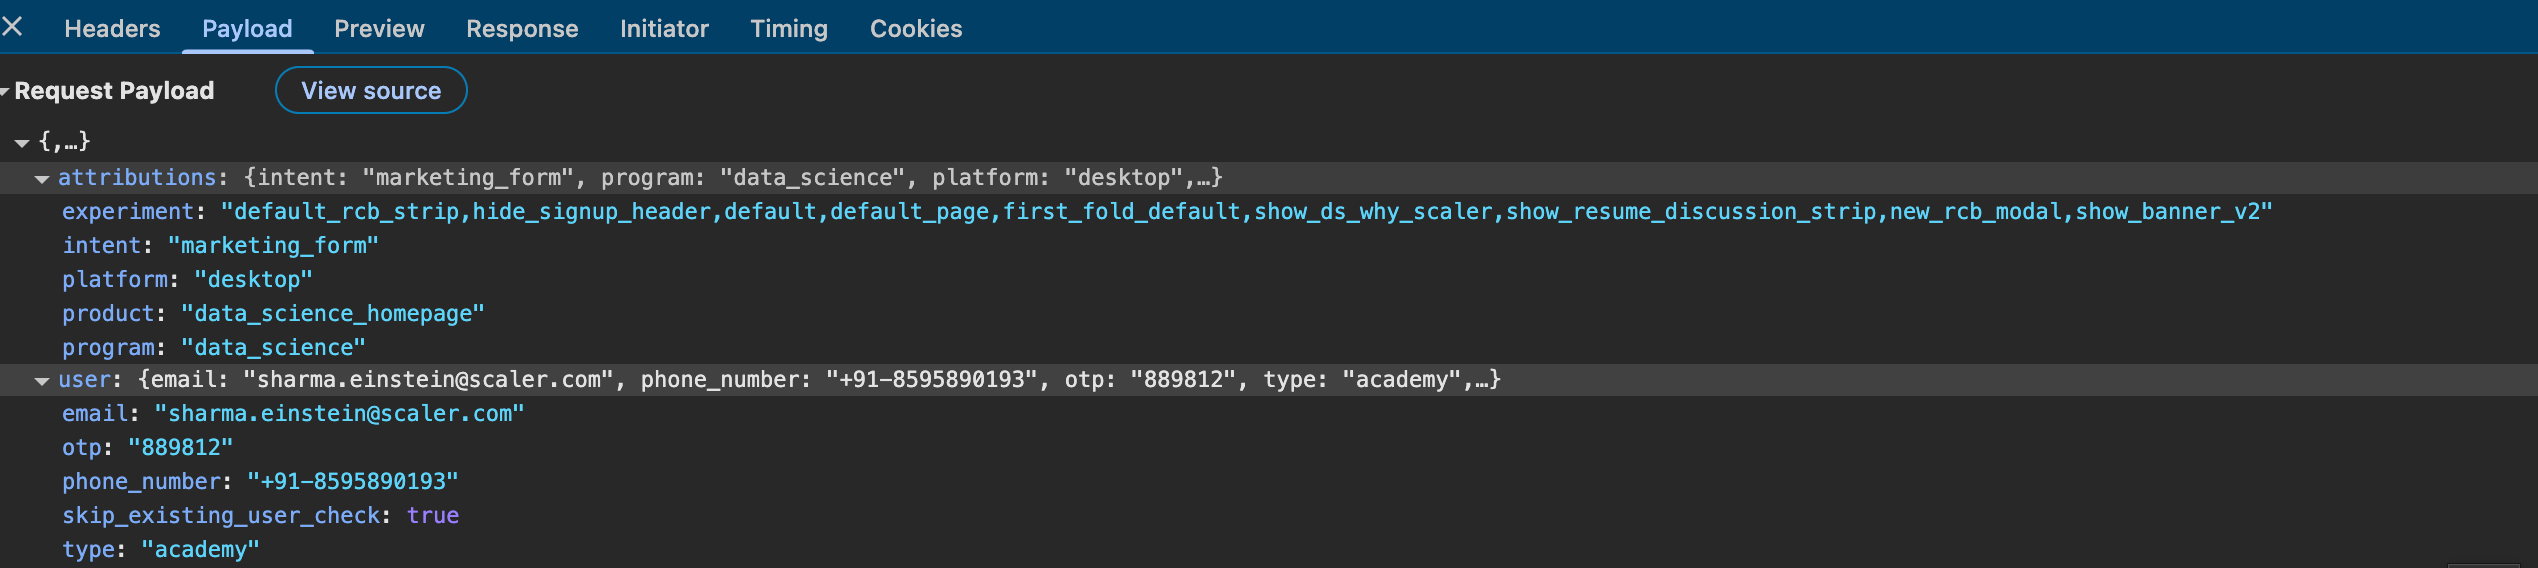 Headers Payload Preview Response Initiator Timing Cookies
Request Payload View source
{,…}
attributions: {intent: "marketing_form", program: "data_science", platform: "desktop",…}
experiment: "default_rcb_strip,hide_signup_header,default,default_page,first_fold_default,show_ds_why_scaler,show_resume_discussion_strip,new_rcb_modal,show_banner_v2"
intent: "marketing_form"
platform: "desktop"
product: "data_science_homepage"
program: "data_science"
user: {email: "sharma.einstein@scaler.com", phone_number: "+91-8595890193", otp: "889812", type: "academy",…}
email: "sharma.einstein@scaler.com"
otp: "889812"
phone_number: "+91-8595890193"
skip_existing_user_check: true
type: "academy"